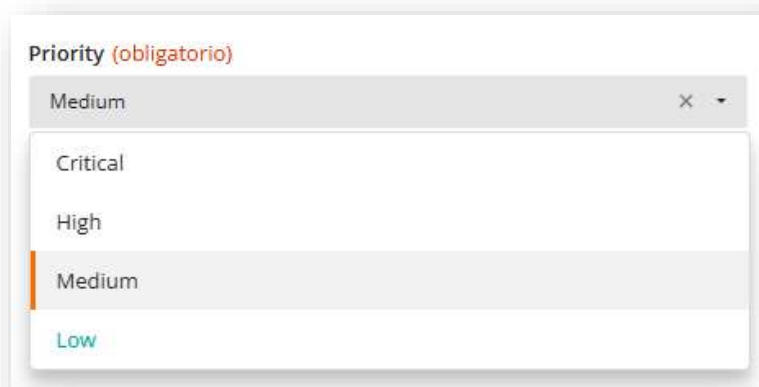 Priority (obligatorio)
Medium
Critical
High
Medium
Low